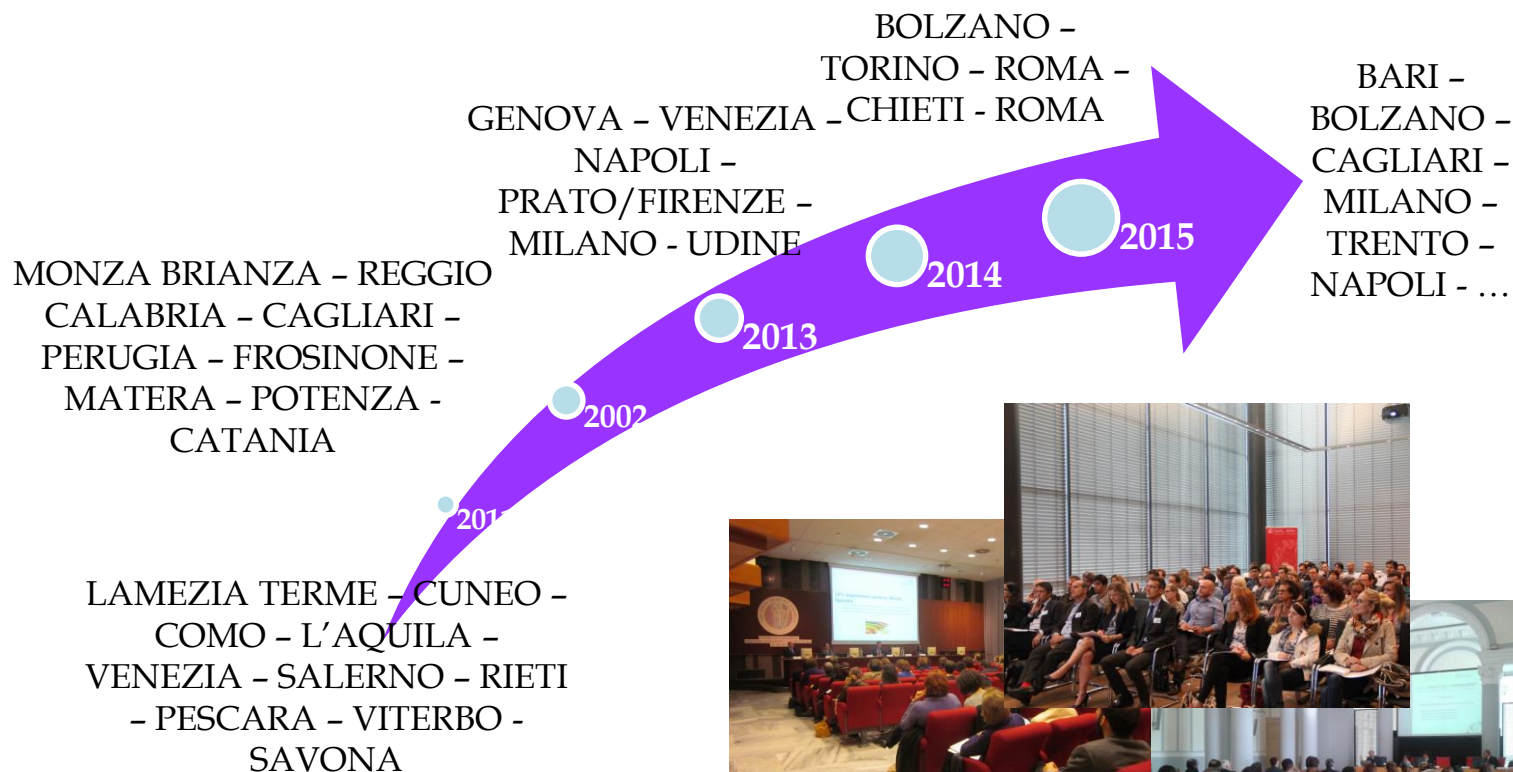 BOLZANO –
TORINO – ROMA –
CHIETI - ROMA
BARI –
BOLZANO –
CAGLIARI –
MILANO –
TRENTO –
NAPOLI - …
GENOVA – VENEZIA –
NAPOLI –
PRATO/FIRENZE –
MILANO - UDINE
MONZA BRIANZA – REGGIO
CALABRIA – CAGLIARI –
PERUGIA – FROSINONE –
MATERA – POTENZA -
CATANIA
2015
2014
2013
2002
LAMEZIA TERME – CUNEO –
COMO – L’AQUILA –
VENEZIA – SALERNO – RIETI
– PESCARA – VITERBO -
SAVONA